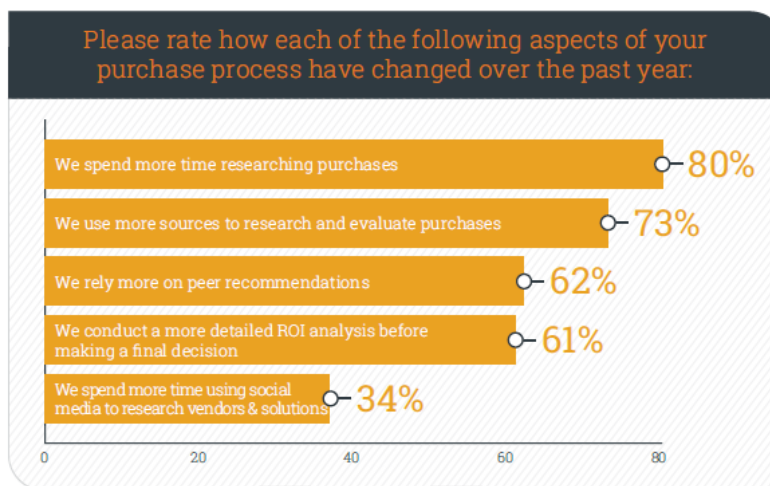 Please rate how each of the following aspects of your
purchase process have changed over the past year:
We spend more time researching purchases
80%
We use more sources to research and evaluate purchases
73%
We rely more on peer recommendations
62%
We conduct a more detailed ROI analysis before
making a final decision
61%
We spend more time using social
media to research vendors & solutions
34%
0 20 40 60 80